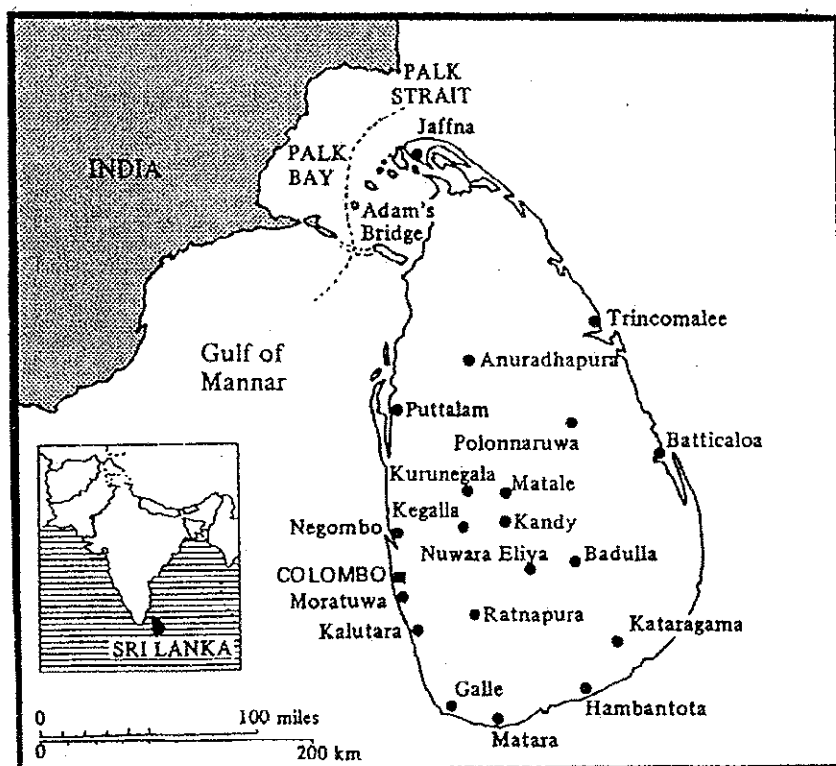 PALK
STRAIT
Jaffna
INDIA
PALK
BAY
Adam's
Bridge
Trincomalee
Gulf of
Mannar
Anuradhapura
Puttalam
Polonnaruwa
Batticaloa
Kurunegala
Matale
Kegalla
Kandy
Negombo
Nuwara Eliya
Badulla
COLOMBO
Moratuwa
Ratnapura
Kalutara
Kataragama
SRI LANKA
Galle
Hambantota
Matara
0 100 miles
0 200 km